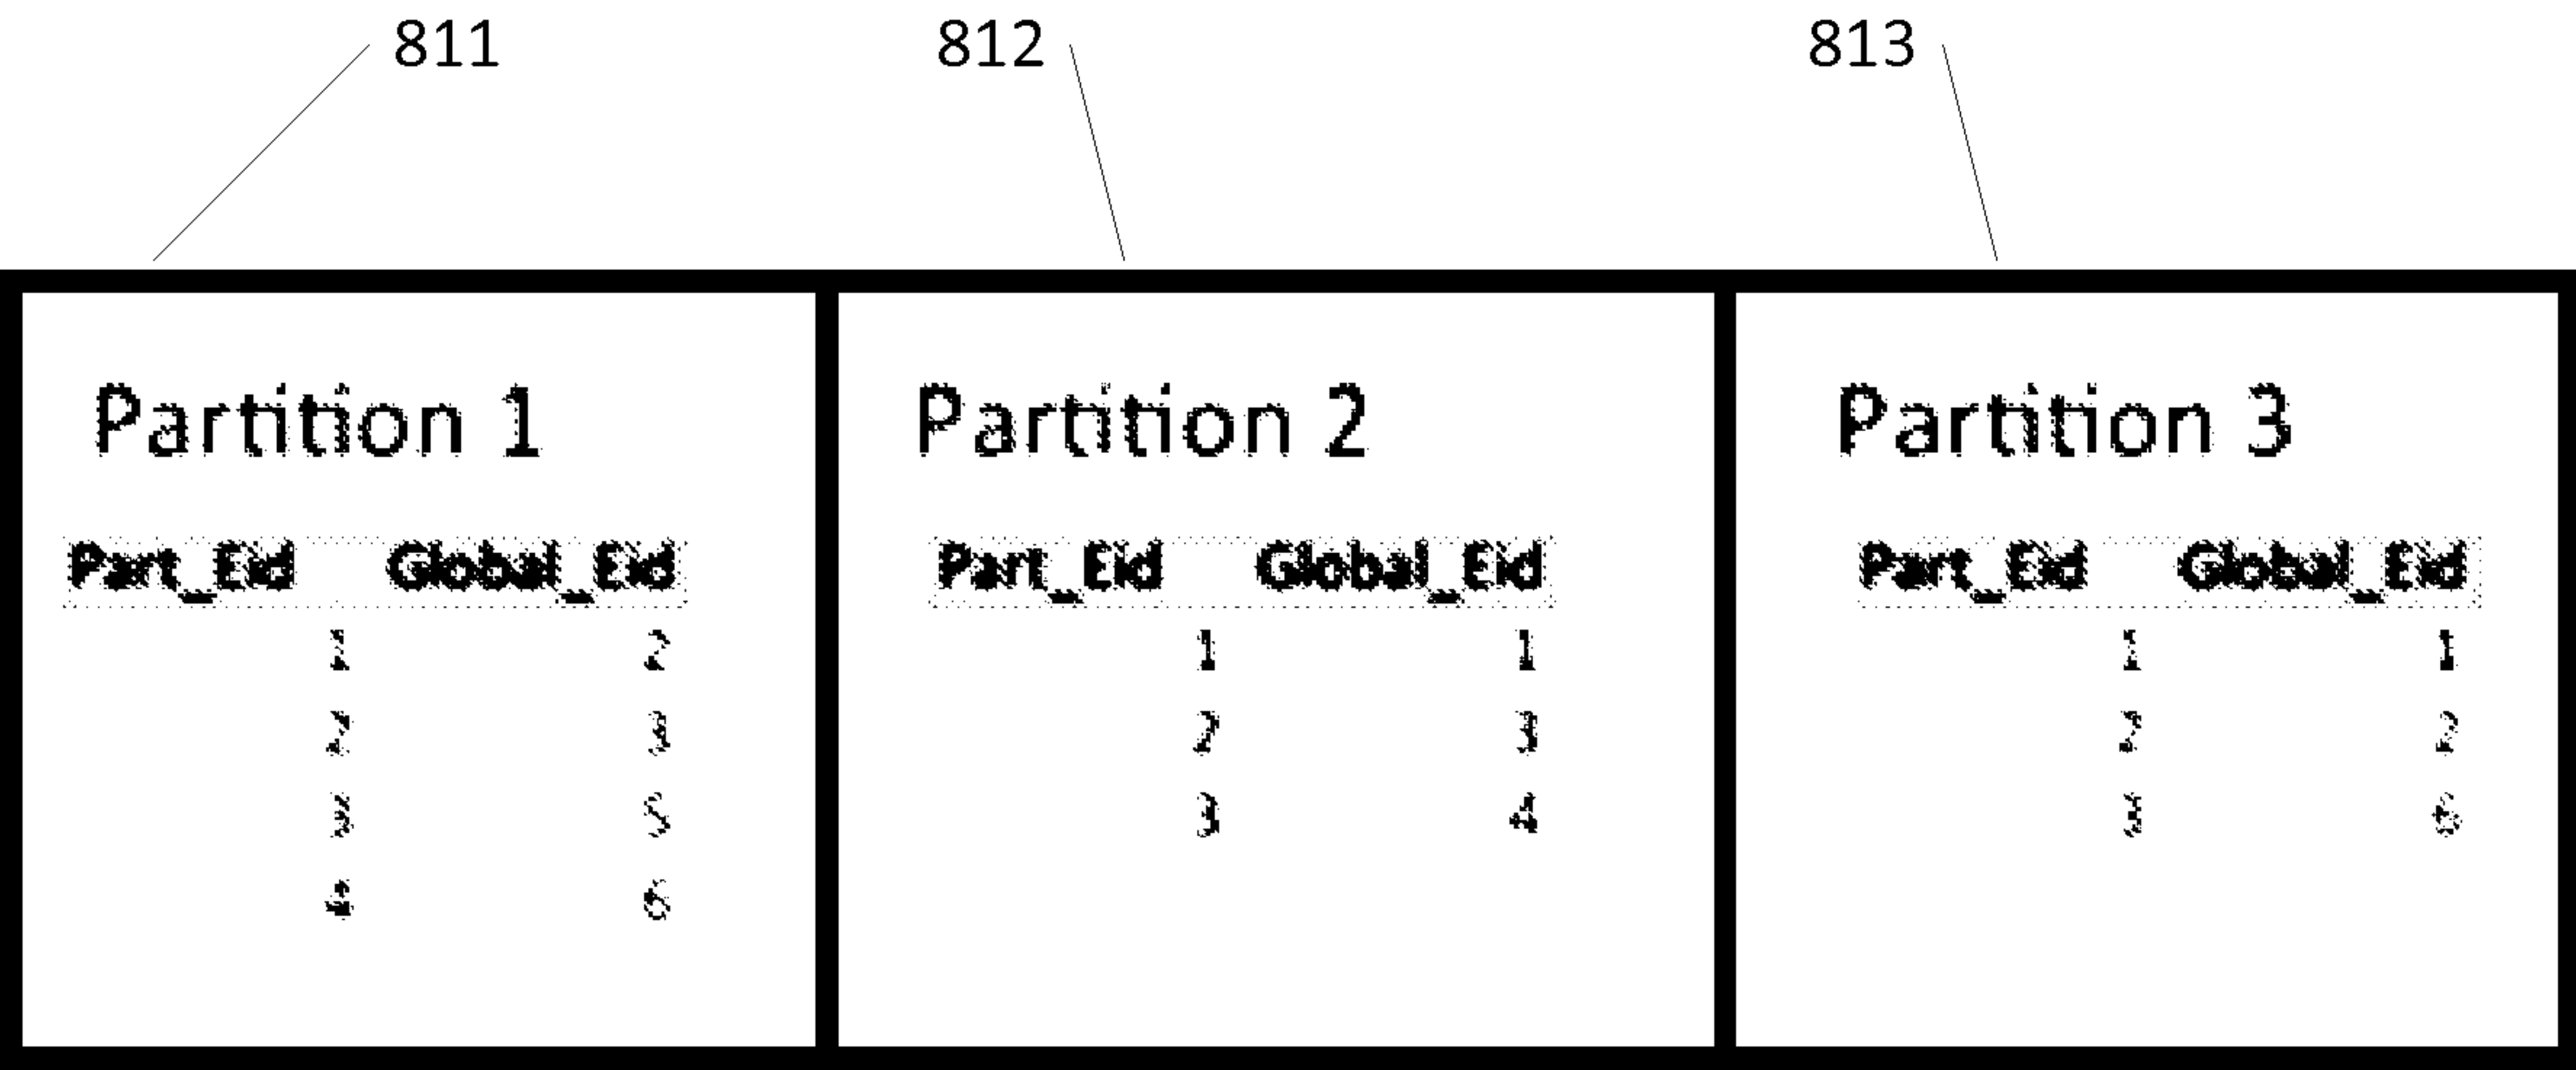 811 812 813
Partition 1 Partition 2 Partition 3
Part_Eid Global_Eid Part_Eid Global_Eid Part_Eid Global_Eid
1 2 1 1 1 1
2 3 2 3 2 2
3 5 3 4 3 6
4 6